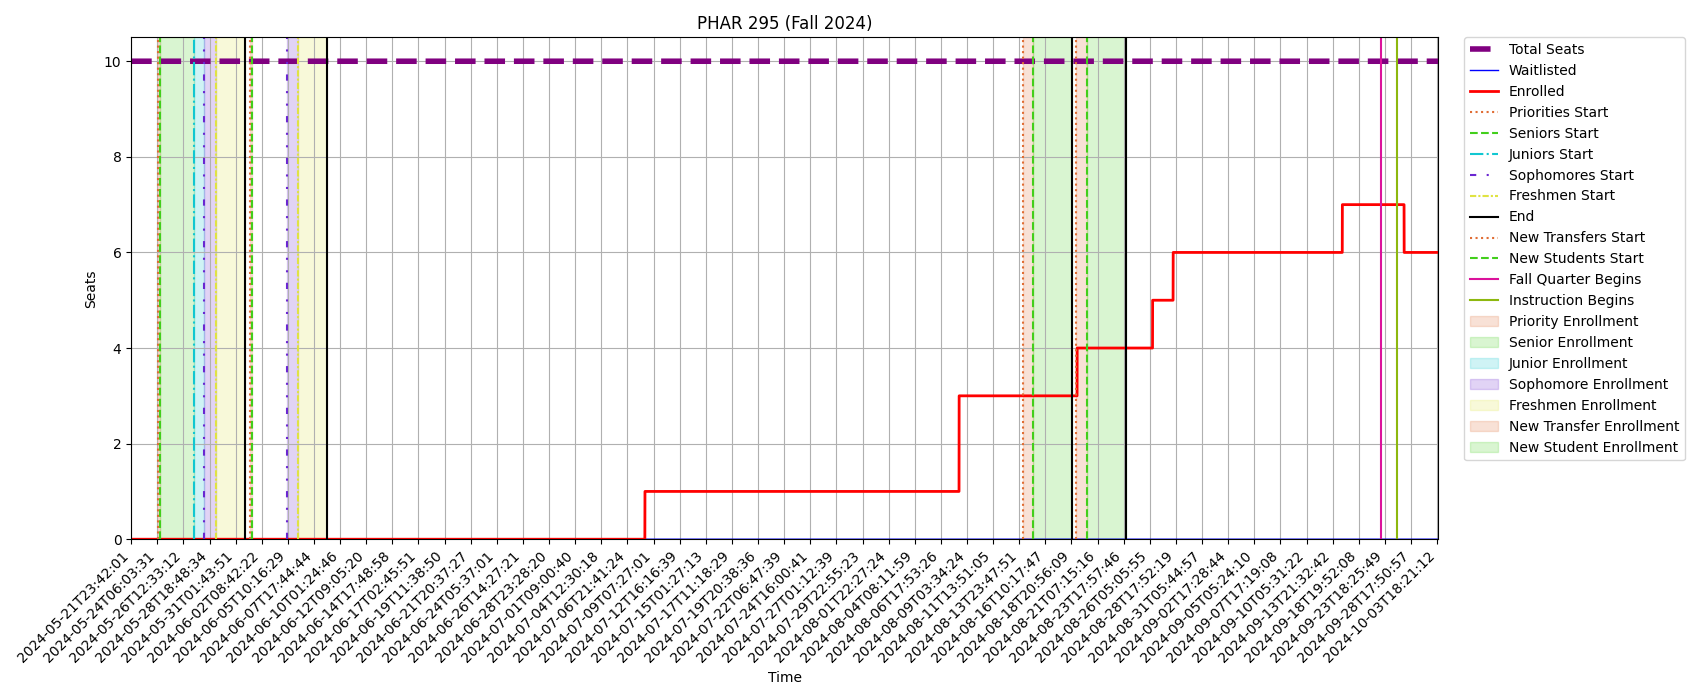 PHAR 295 (Fall 2024)
10
8
6
4
2
0
Seats
2024-05-21T23:42:01
2024-05-24T06:03:31
2024-05-26T12:33:12
2024-05-28T18:48:34
2024-05-31T01:43:51
2024-06-02T08:42:22
2024-06-05T10:16:29
2024-06-07T17:44:44
2024-06-10T01:24:46
2024-06-12T09:05:20
2024-06-14T17:48:58
2024-06-17T02:45:51
2024-06-19T11:38:50
2024-06-21T20:37:27
2024-06-24T05:37:01
2024-06-26T14:27:21
2024-06-28T23:28:20
2024-07-01T09:00:40
2024-07-04T12:30:18
2024-07-06T21:41:24
2024-07-09T07:27:01
2024-07-12T16:16:39
2024-07-15T01:27:13
2024-07-17T11:18:29
2024-07-19T20:38:36
2024-07-22T06:47:39
2024-07-24T16:00:41
2024-07-27T01:12:39
2024-07-29T22:55:23
2024-08-01T22:27:24
2024-08-04T08:11:59
2024-08-06T17:53:26
2024-08-09T03:34:24
2024-08-11T13:51:05
2024-08-13T23:47:51
2024-08-16T10:17:47
2024-08-18T20:56:09
2024-08-21T07:15:16
2024-08-23T17:57:46
2024-08-26T05:05:55
2024-08-28T17:52:19
2024-08-31T05:44:57
2024-09-02T17:28:44
2024-09-05T05:24:10
2024-09-07T17:19:08
2024-09-10T05:31:22
2024-09-13T21:32:42
2024-09-18T19:52:08
2024-09-23T18:25:49
2024-09-28T17:50:57
2024-10-03T18:21:12
Time
Total Seats
Waitlisted
Enrolled
Priorities Start
Seniors Start
Juniors Start
Sophomores Start
Freshmen Start
End
New Transfers Start
New Students Start
Fall Quarter Begins
Instruction Begins
Priority Enrollment
Senior Enrollment
Junior Enrollment
Sophomore Enrollment
Freshmen Enrollment
New Transfer Enrollment
New Student Enrollment